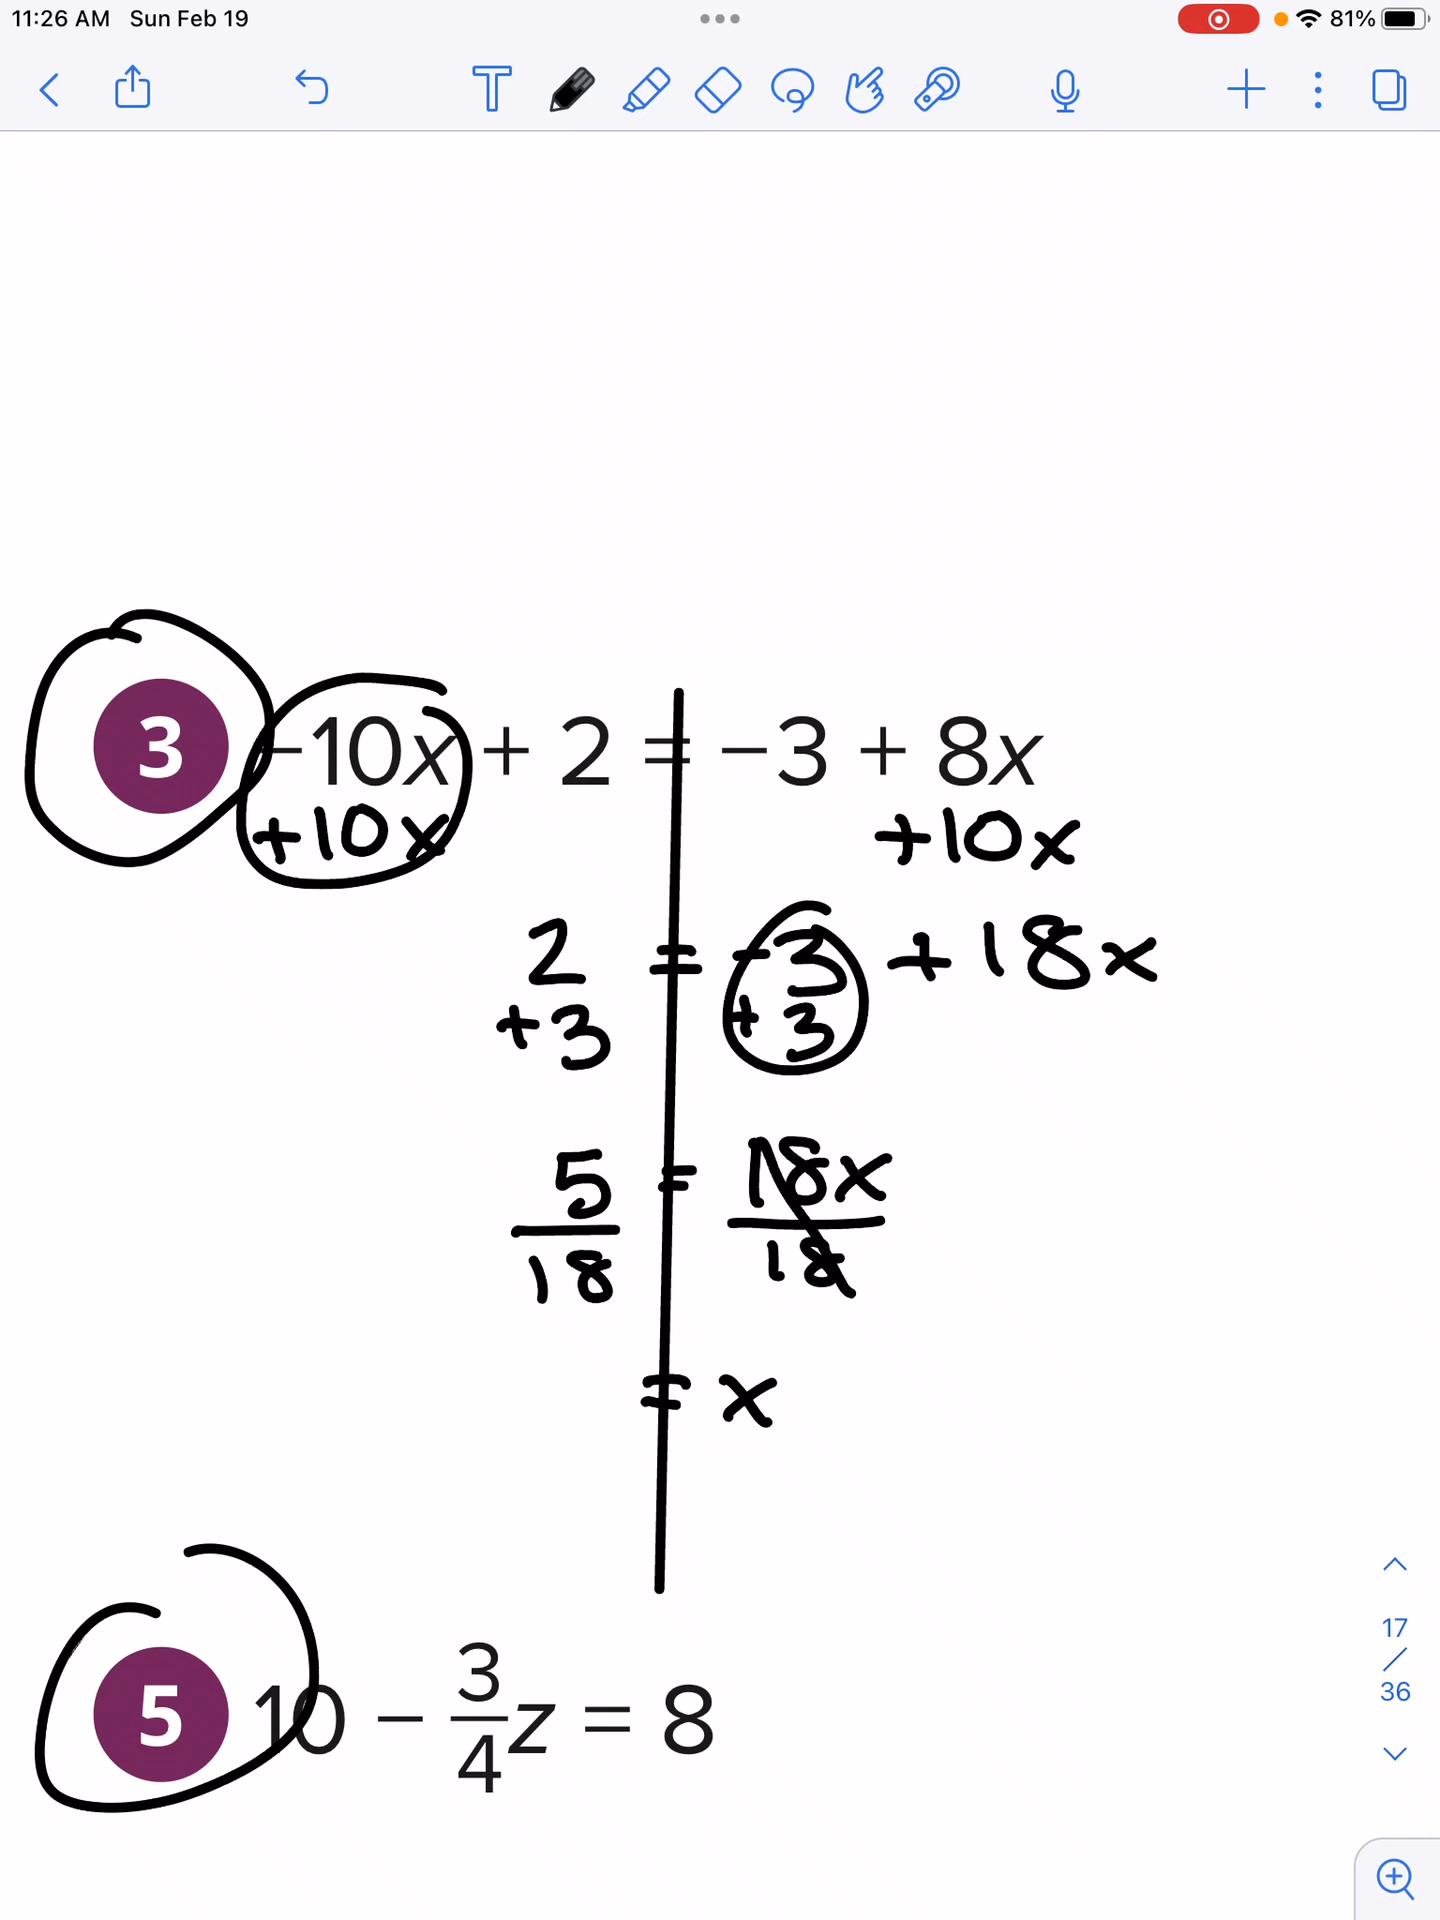 11:26 AM Sun Feb 19
81%
T
3 −10x + 2 = −3 + 8x
+10x +10x
2 = -3 + 18x
+3 +3
5 = 18x
18 18
= x
17
/
36
5 10 − 3/4 z = 8